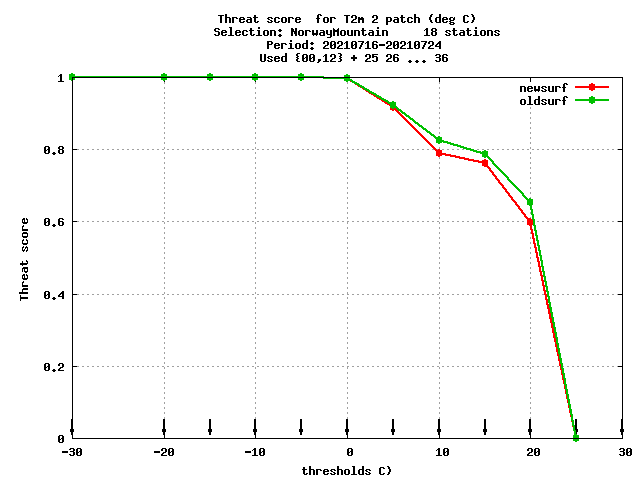 Threat score  for T2m 2 patch (deg C)
Selection: NorwayMountain     18 stations
Period: 20210716-20210724
Used {00,12} + 25 26 ... 36
newsurf
oldsurf
1
0.8
0.6
0.4
0.2
0
Threat score
-30 -20 -10 0 10 20 30
thresholds C)